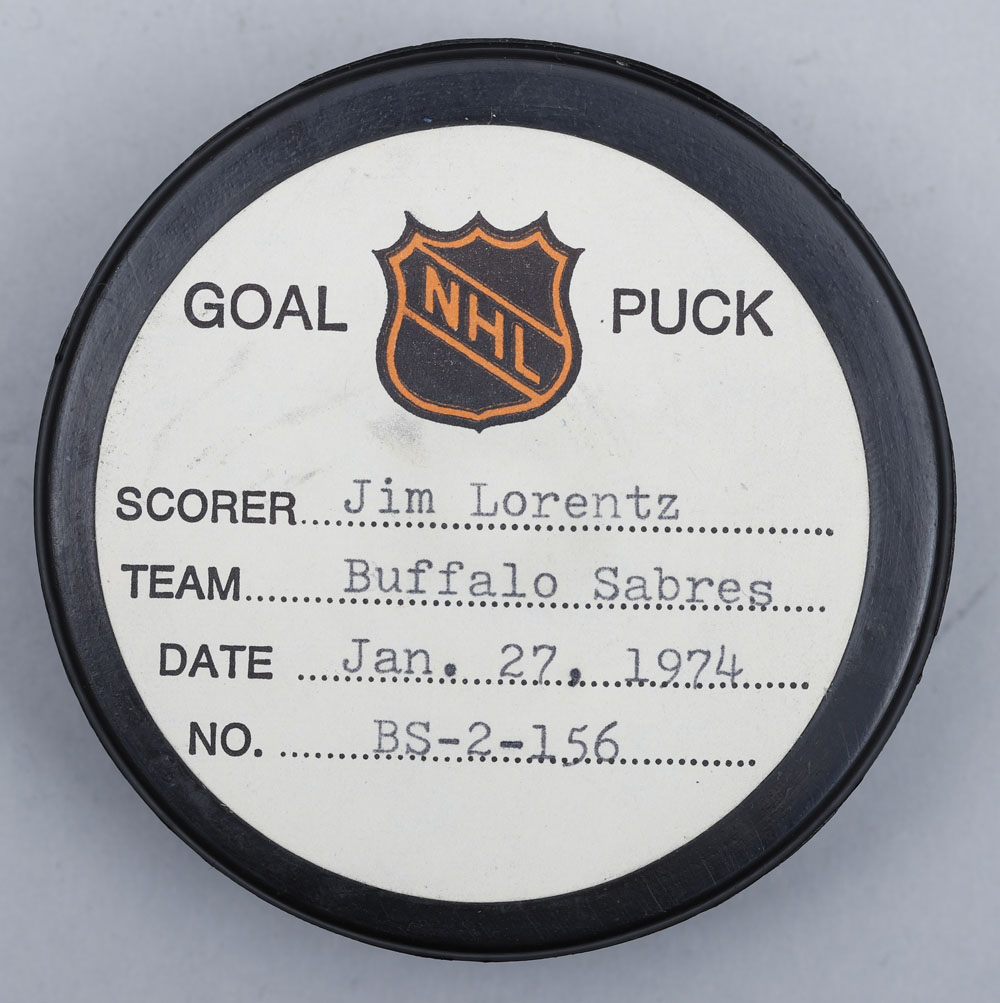 GOAL NHL PUCK
SCORER....Jim Lorentz
TEAM......Buffalo Sabres
DATE ....Jan. 27, 1974
NO. ......BS-2-156